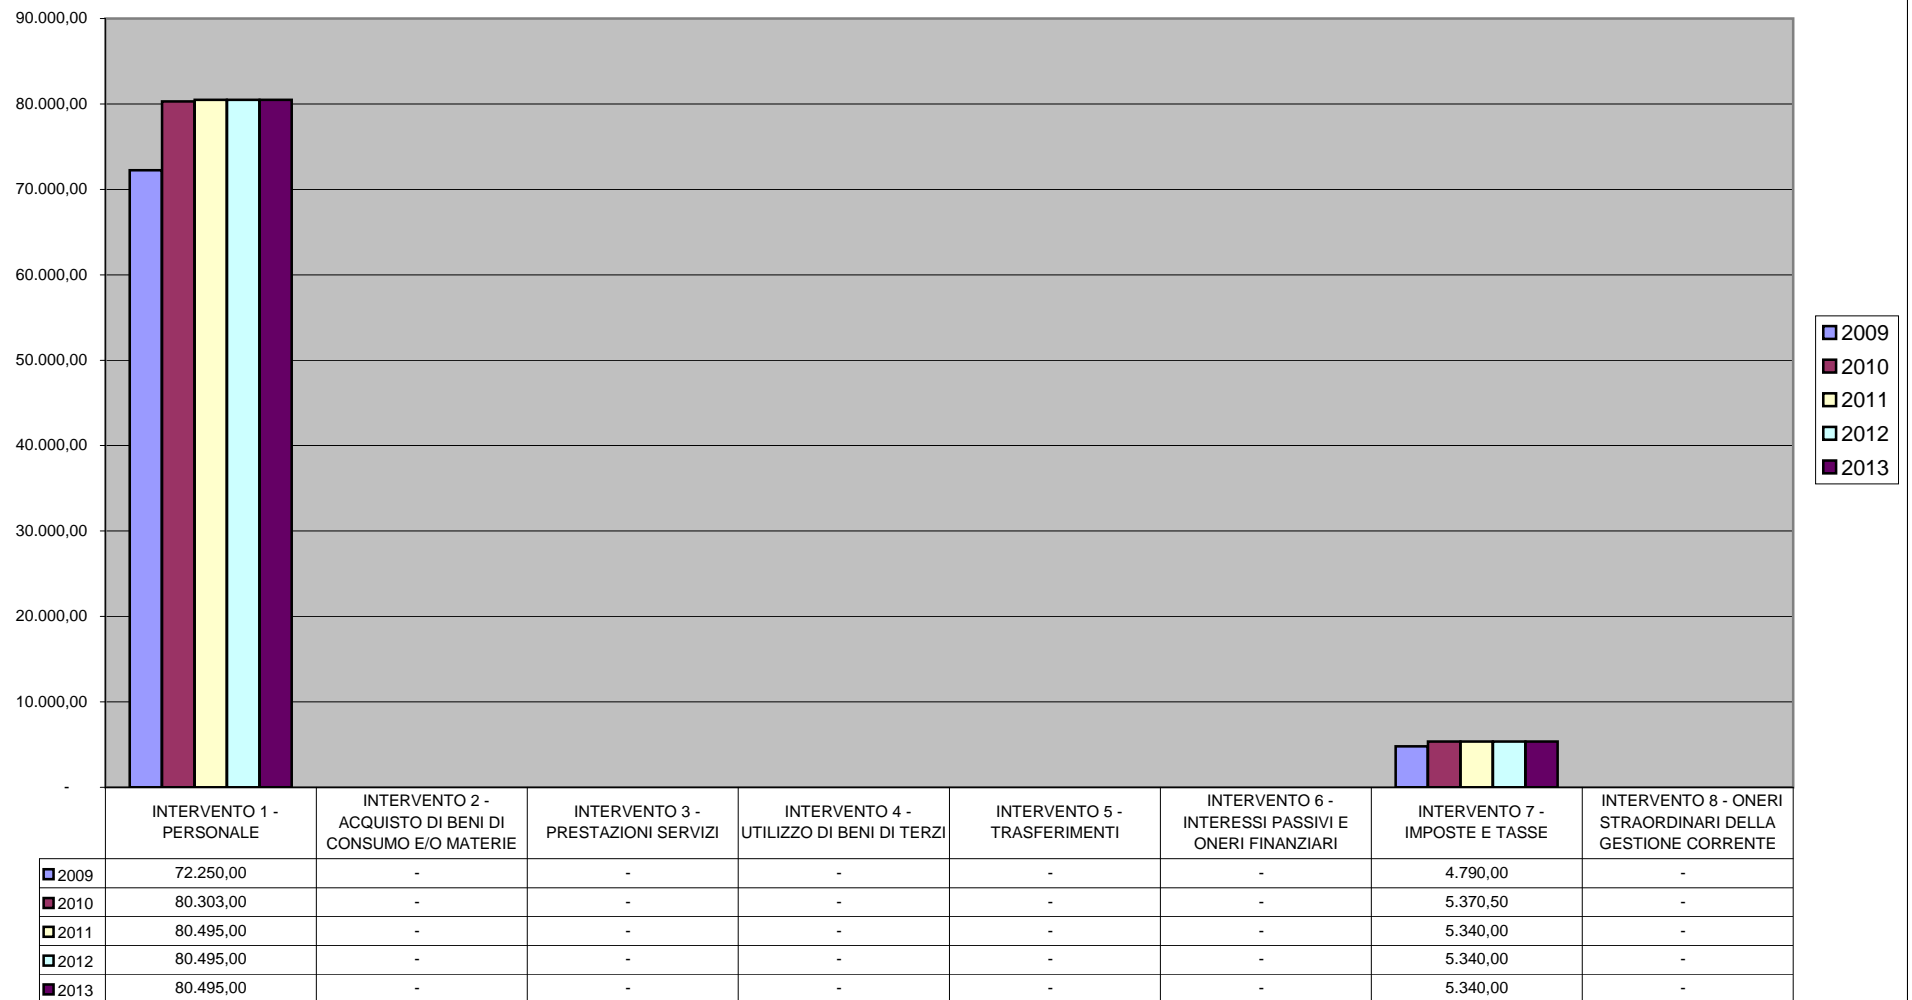 90.000,00
80.000,00
70.000,00
60.000,00
50.000,00
40.000,00
30.000,00
20.000,00
10.000,00
-
2009
2010
2011
2012
2013
INTERVENTO 1 -
PERSONALE
INTERVENTO 2 -
ACQUISTO DI BENI DI
CONSUMO E/O MATERIE
INTERVENTO 3 -
PRESTAZIONI SERVIZI
INTERVENTO 4 -
UTILIZZO DI BENI DI TERZI
INTERVENTO 5 -
TRASFERIMENTI
INTERVENTO 6 -
INTERESSI PASSIVI E
ONERI FINANZIARI
INTERVENTO 7 -
IMPOSTE E TASSE
INTERVENTO 8 - ONERI
STRAORDINARI DELLA
GESTIONE CORRENTE
2009 72.250,00 - - - - - 4.790,00 -
2010 80.303,00 - - - - - 5.370,50 -
2011 80.495,00 - - - - - 5.340,00 -
2012 80.495,00 - - - - - 5.340,00 -
2013 80.495,00 - - - - - 5.340,00 -